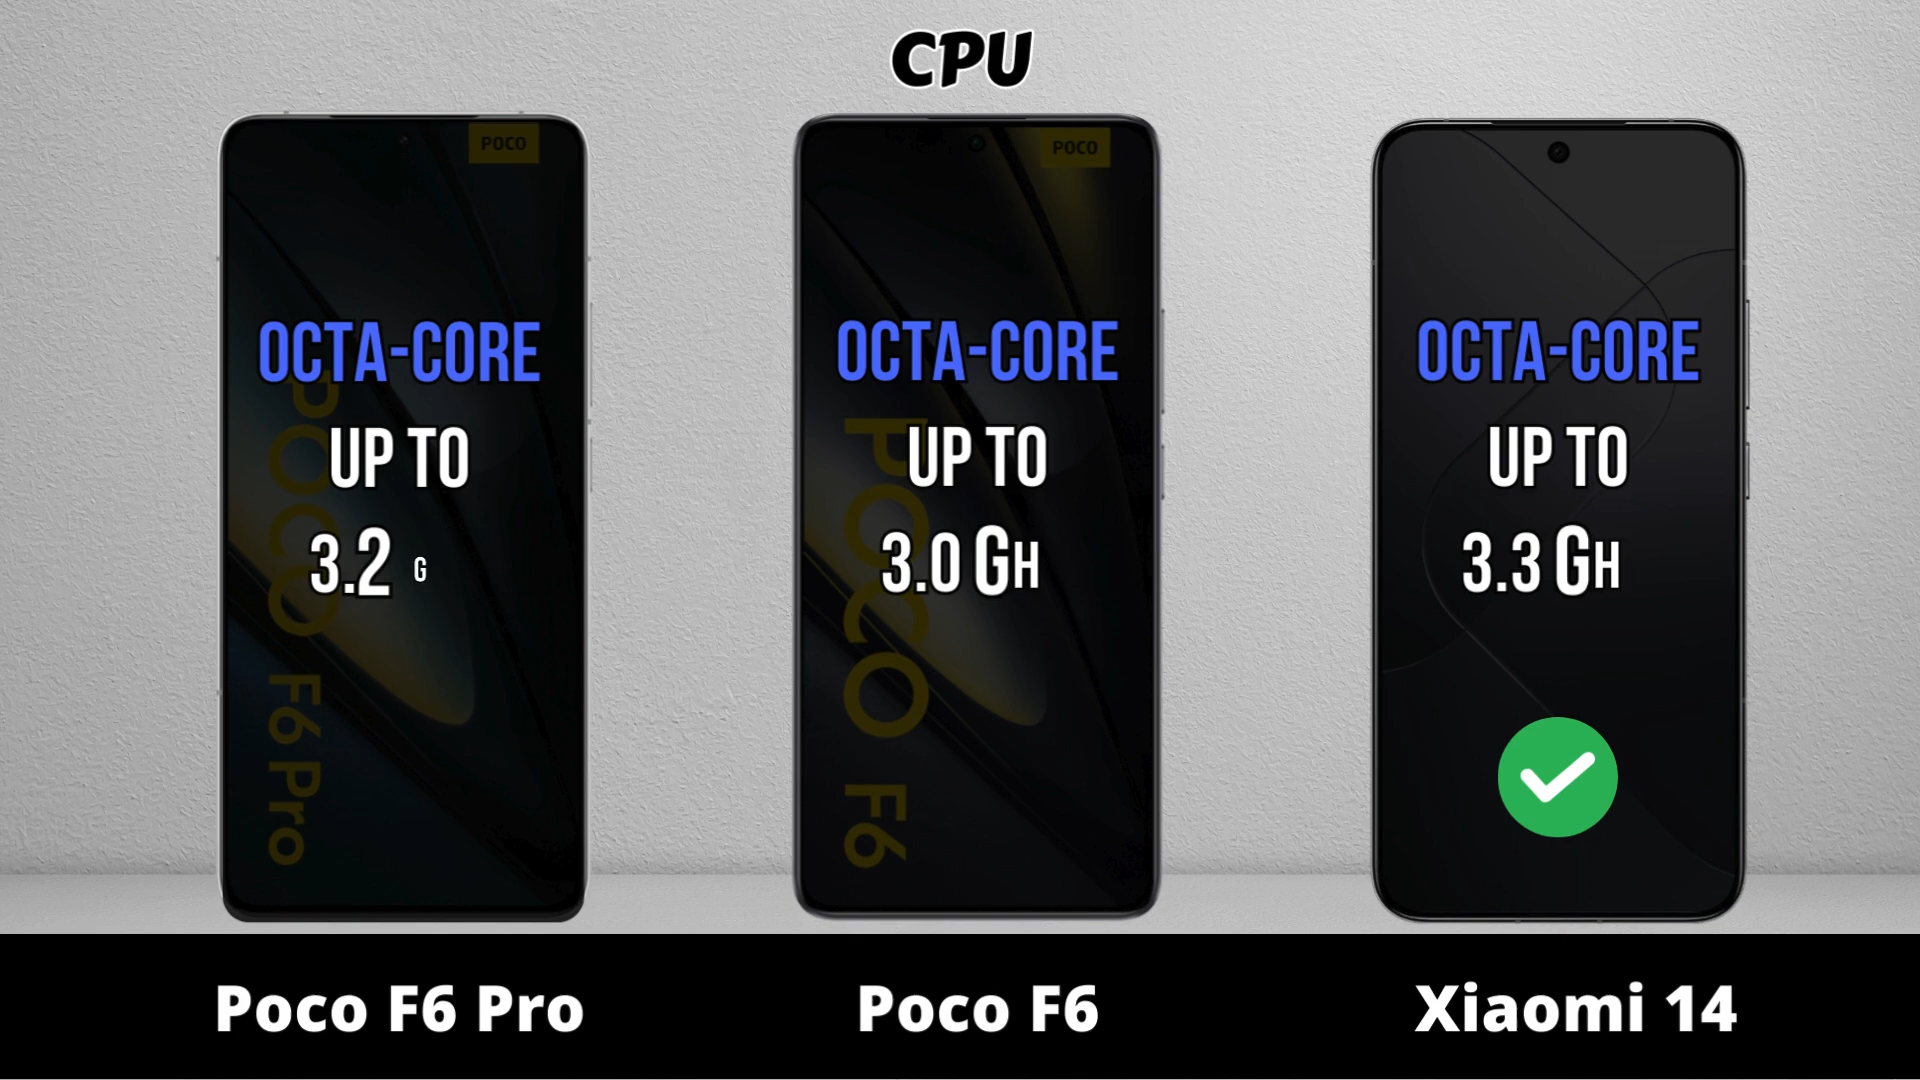 CPU
POCO
OCTA-CORE
UP TO
3.2 G
POCO F6 Pro
POCO
OCTA-CORE
UP TO
3.0 GH
POCO F6
OCTA-CORE
UP TO
3.3 GH
Poco F6 Pro
Poco F6
Xiaomi 14